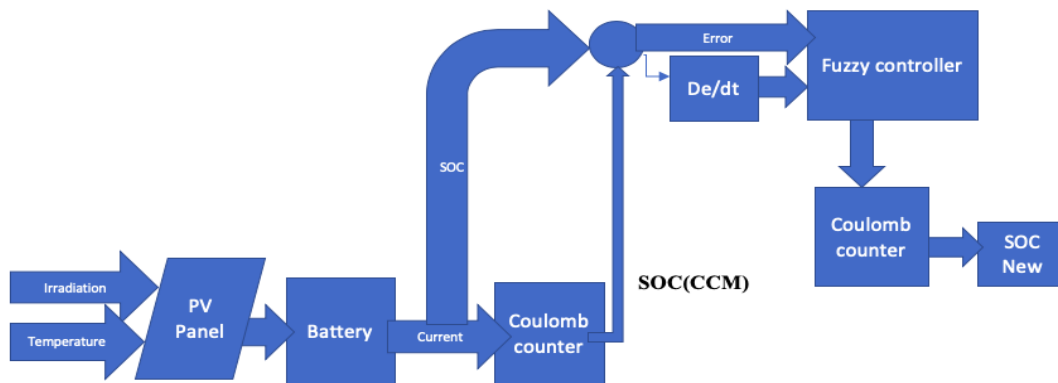 Error
Fuzzy controller
De/dt
SOC
Coulomb
counter
SOC
New
SOC(CCM)
Irradiation
PV
Panel
Temperature
Battery
Current
Coulomb
counter